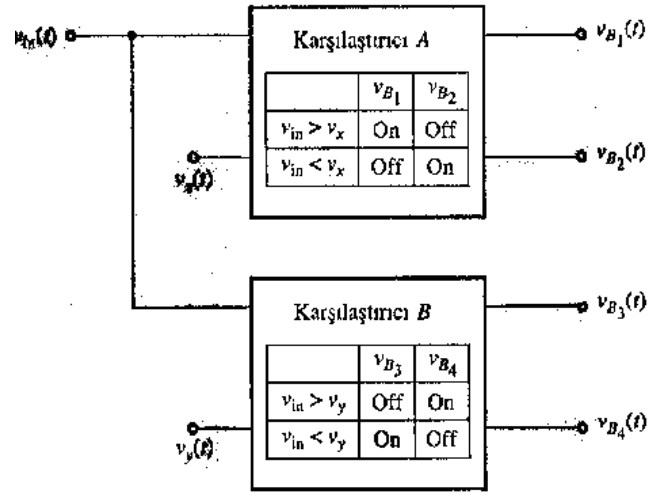 v_in(t)
Karşılaştırıcı A
v_B1 v_B2
v_in > v_x On Off
v_in < v_x Off On
v_x(t)
v_B1(t)
v_B2(t)
Karşılaştırıcı B
v_B3 v_B4
v_in > v_y Off On
v_in < v_y On Off
v_y(t)
v_B3(t)
v_B4(t)